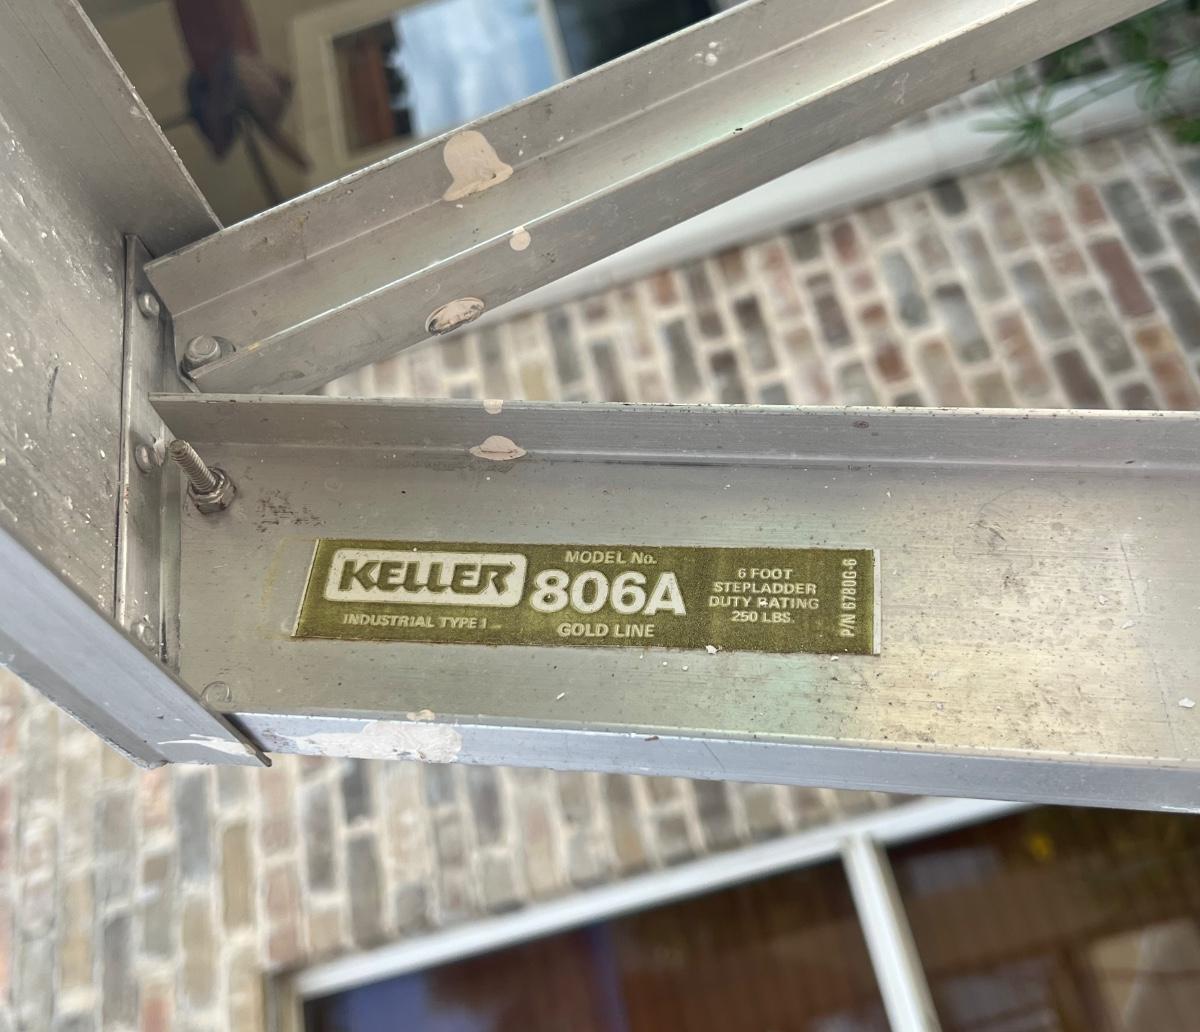 KELLER
INDUSTRIAL TYPE I
MODEL No.
806A
GOLD LINE
6 FOOT
STEPLADDER
DUTY RATING
250 LBS.
P/N 6780G-6